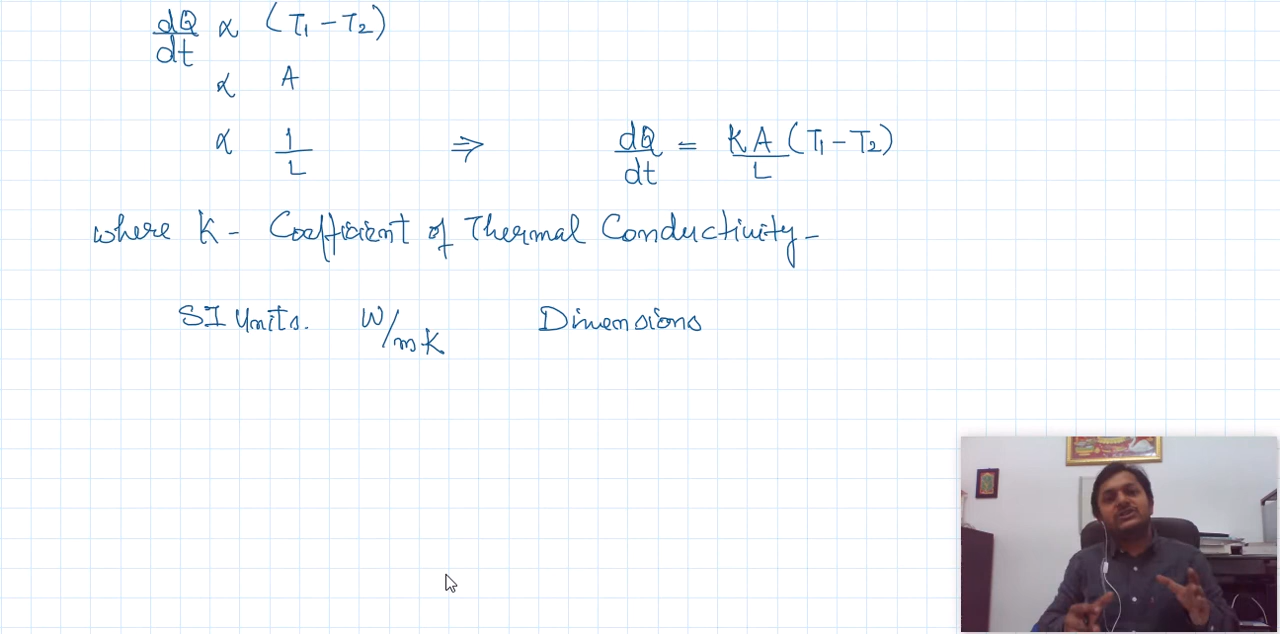 dQ/dt ∝ (T₁ - T₂)
∝ A
∝ 1/L ⇒ dQ/dt = KA/L (T₁ - T₂)
where K - Coefficient of Thermal Conductivity -
SI Units. W/mK Dimensions